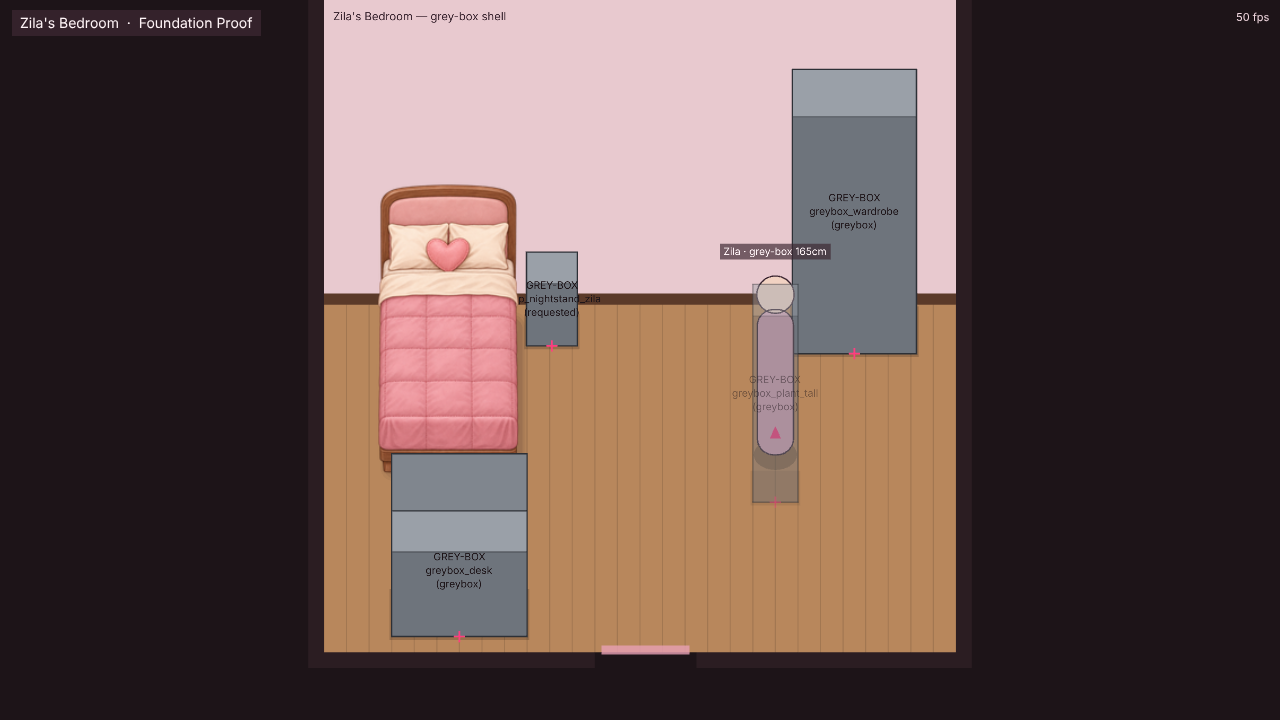 Zila's Bedroom · Foundation Proof
Zila's Bedroom — grey-box shell
50 fps
GREY-BOX
greybox_wardrobe
(greybox)
Zila · grey-box 165cm
GREY-BOX
p_nightstand_zila
(requested)
GREY-BOX
greybox_plant_tall
(greybox)
GREY-BOX
greybox_desk
(greybox)